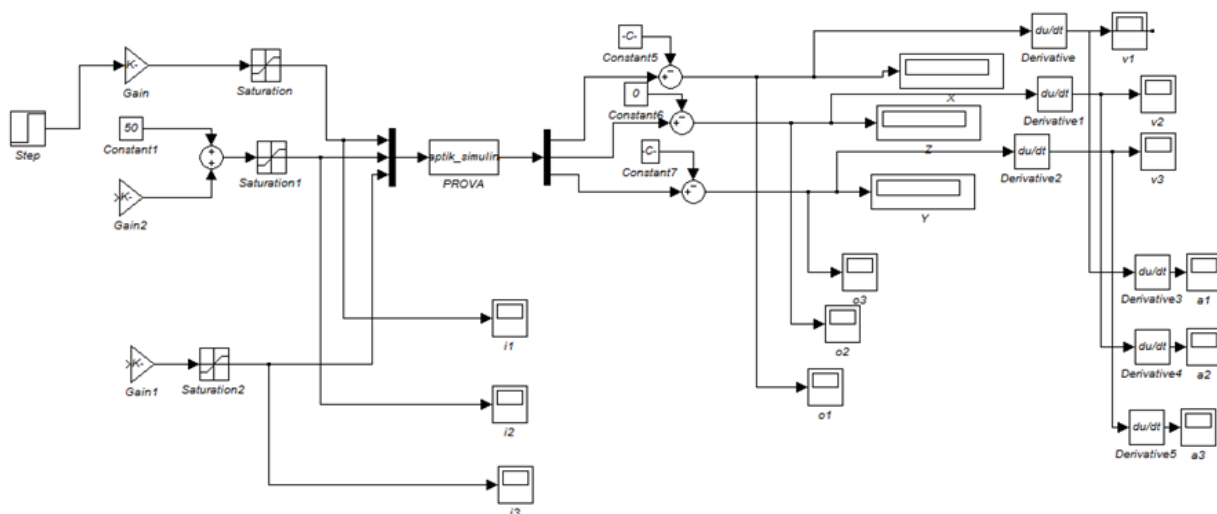 -C-
Constant5
du/dt
Derivative
v1
K-
Gain
Saturation
X
0
Constant6
du/dt
Derivative1
v2
Step
50
Constant1
Z
-C-
Constant7
du/dt
Derivative2
v3
Saturation1
aptik_simulin
PROVA
K-
Gain2
Y
o3
du/dt
Derivative3
a1
i1
o2
du/dt
Derivative4
a2
K-
Gain1
Saturation2
i2
o1
du/dt
Derivative5
a3
i3